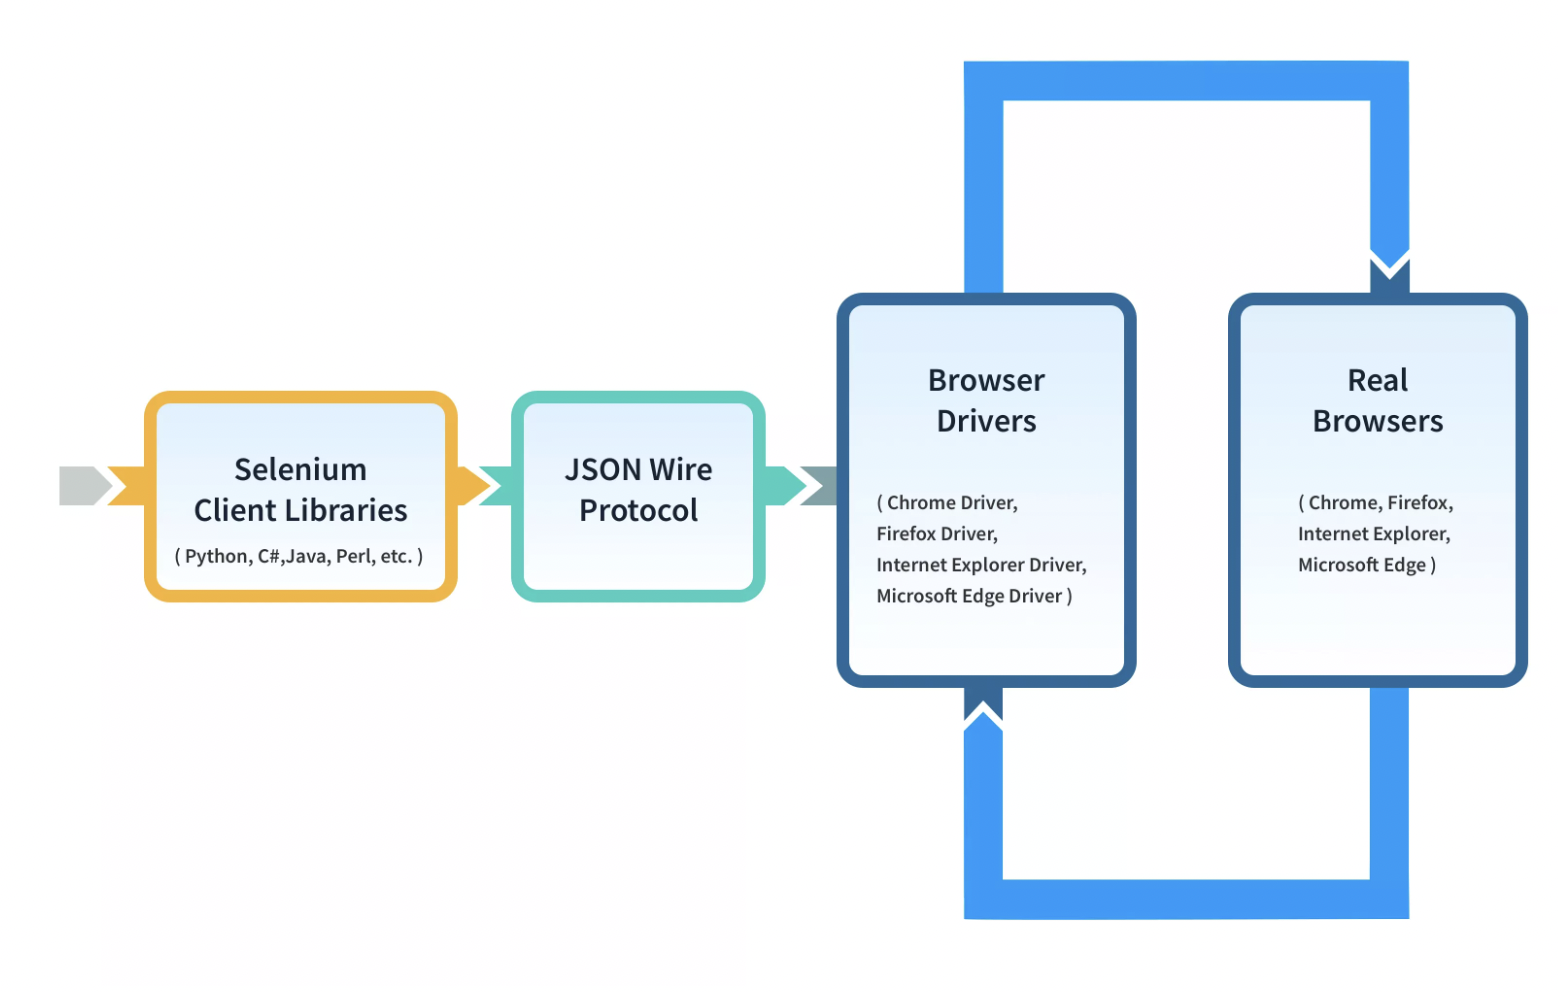 Selenium
Client Libraries
( Python, C#,Java, Perl, etc. )
JSON Wire
Protocol
Browser
Drivers
( Chrome Driver,
Firefox Driver,
Internet Explorer Driver,
Microsoft Edge Driver )
Real
Browsers
( Chrome, Firefox,
Internet Explorer,
Microsoft Edge )